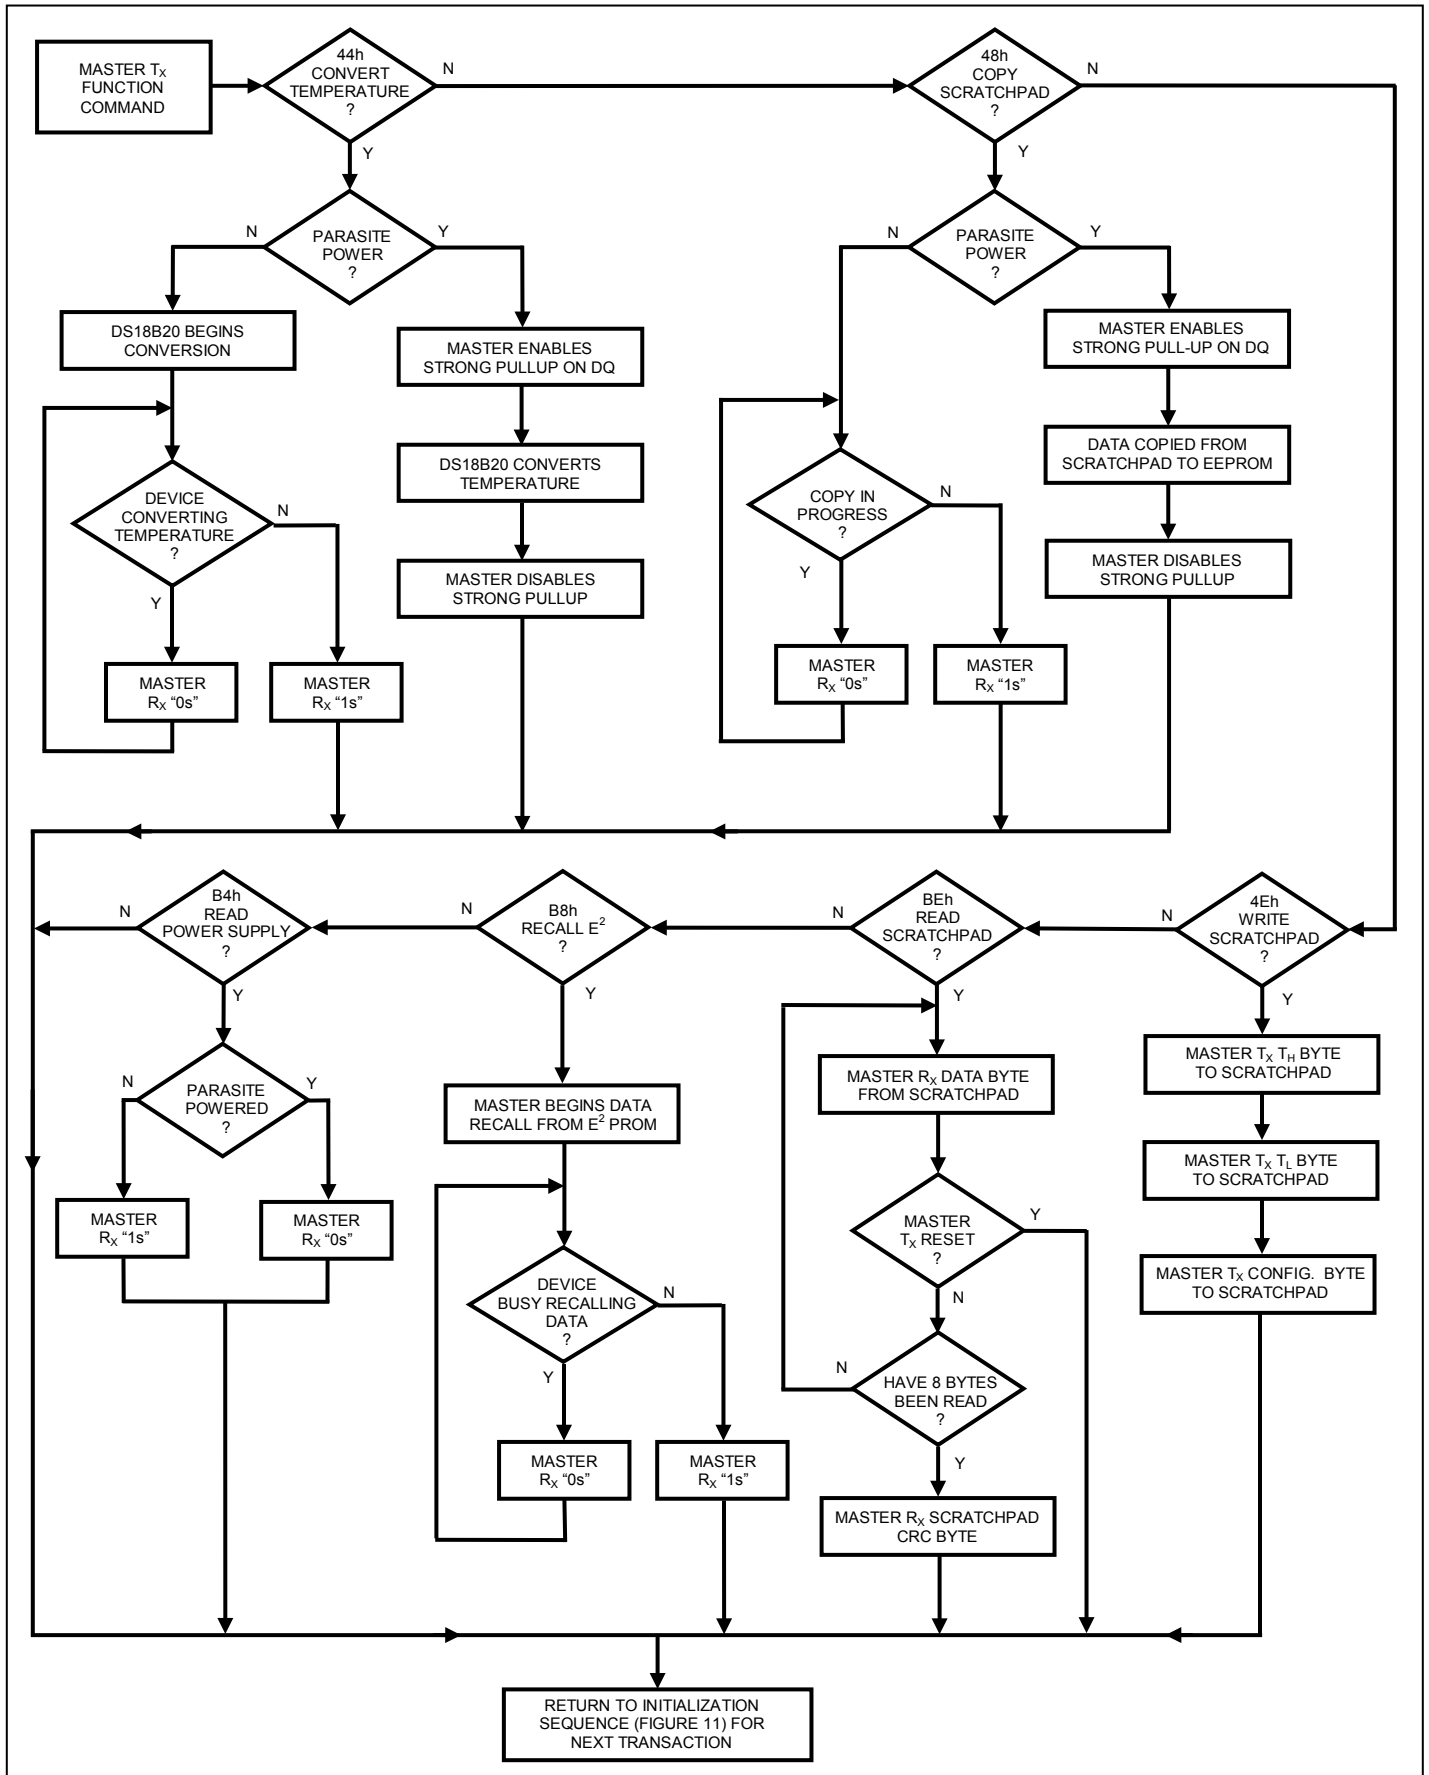 MASTER TX
FUNCTION
COMMAND
44h
CONVERT
TEMPERATURE
?
N
Y
48h
COPY
SCRATCHPAD
?
N
Y
PARASITE
POWER
?
N
Y
DS18B20 BEGINS
CONVERSION
MASTER ENABLES
STRONG PULLUP ON DQ
DS18B20 CONVERTS
TEMPERATURE
MASTER DISABLES
STRONG PULLUP
DEVICE
CONVERTING
TEMPERATURE
?
N
Y
MASTER
RX “0s”
MASTER
RX “1s”
PARASITE
POWER
?
N
Y
MASTER ENABLES
STRONG PULL-UP ON DQ
DATA COPIED FROM
SCRATCHPAD TO EEPROM
MASTER DISABLES
STRONG PULLUP
COPY IN
PROGRESS
?
N
Y
MASTER
RX “0s”
MASTER
RX “1s”
B4h
READ
POWER SUPPLY
?
N
Y
PARASITE
POWERED
?
N
Y
MASTER
RX “1s”
MASTER
RX “0s”
B8h
RECALL E2
?
N
Y
MASTER BEGINS DATA
RECALL FROM E2 PROM
DEVICE
BUSY RECALLING
DATA
?
N
Y
MASTER
RX “0s”
MASTER
RX “1s”
BEh
READ
SCRATCHPAD
?
N
Y
MASTER RX DATA BYTE
FROM SCRATCHPAD
MASTER
TX RESET
?
Y
N
HAVE 8 BYTES
BEEN READ
?
N
Y
MASTER RX SCRATCHPAD
CRC BYTE
4Eh
WRITE
SCRATCHPAD
?
N
Y
MASTER TX TH BYTE
TO SCRATCHPAD
MASTER TX TL BYTE
TO SCRATCHPAD
MASTER TX CONFIG. BYTE
TO SCRATCHPAD
RETURN TO INITIALIZATION
SEQUENCE (FIGURE 11) FOR
NEXT TRANSACTION